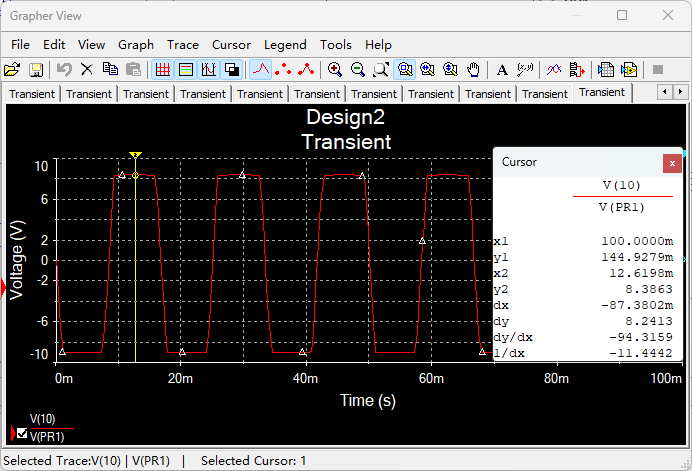 Grapher View
File Edit View Graph Trace Cursor Legend Tools Help
A
Transient Transient Transient Transient Transient Transient Transient Transient Transient Transient Transient
Design2
Transient
Cursor x
V(10)
V(PR1)
x1 100.0000m
y1 144.9279m
x2 12.6198m
y2 8.3863
dx -87.3802m
dy 8.2413
dy/dx -94.3159
1/dx -11.4442
Voltage (V)
10
6
2
0
-2
-6
-10
0m 20m 40m 60m 100m
Time (s)
V(10)
V(PR1)
Selected Trace:V(10) | V(PR1) | Selected Cursor: 1